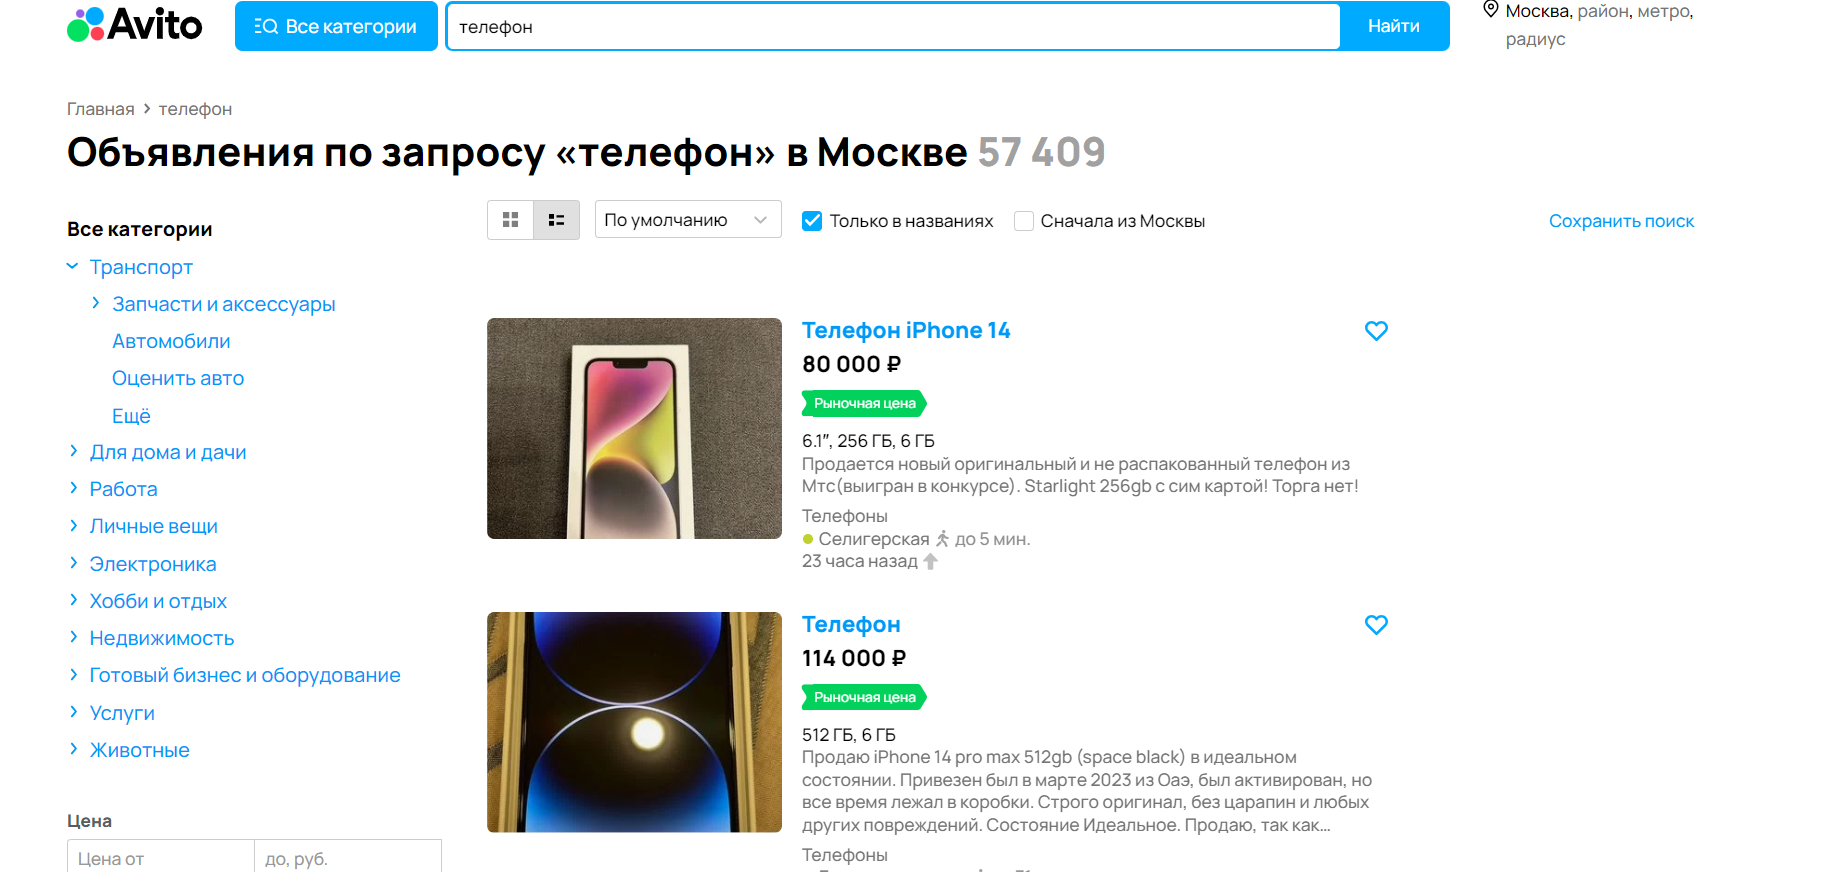 Avito
Все категории
телефон
Найти
Москва, район, метро,
радиус
Главная > телефон
Объявления по запросу «телефон» в Москве 57 409
Все категории
Транспорт
Запчасти и аксессуары
Автомобили
Оценить авто
Ещё
Для дома и дачи
Работа
Личные вещи
Электроника
Хобби и отдых
Недвижимость
Готовый бизнес и оборудование
Услуги
Животные
Цена
Цена от
до, руб.
По умолчанию
Только в названиях
Сначала из Москвы
Сохранить поиск
Телефон iPhone 14
80 000 ₽
Рыночная цена
6.1″, 256 ГБ, 6 ГБ
Продается новый оригинальный и не распакованный телефон из
Мтс(выигран в конкурсе). Starlight 256gb с сим картой! Торга нет!
Телефоны
Селигерская до 5 мин.
23 часа назад
Телефон
114 000 ₽
Рыночная цена
512 ГБ, 6 ГБ
Продаю iPhone 14 pro max 512gb (space black) в идеальном
состоянии. Привезен был в марте 2023 из Оаэ, был активирован, но
все время лежал в коробки. Строго оригинал, без царапин и любых
других повреждений. Состояние Идеальное. Продаю, так как…
Телефоны